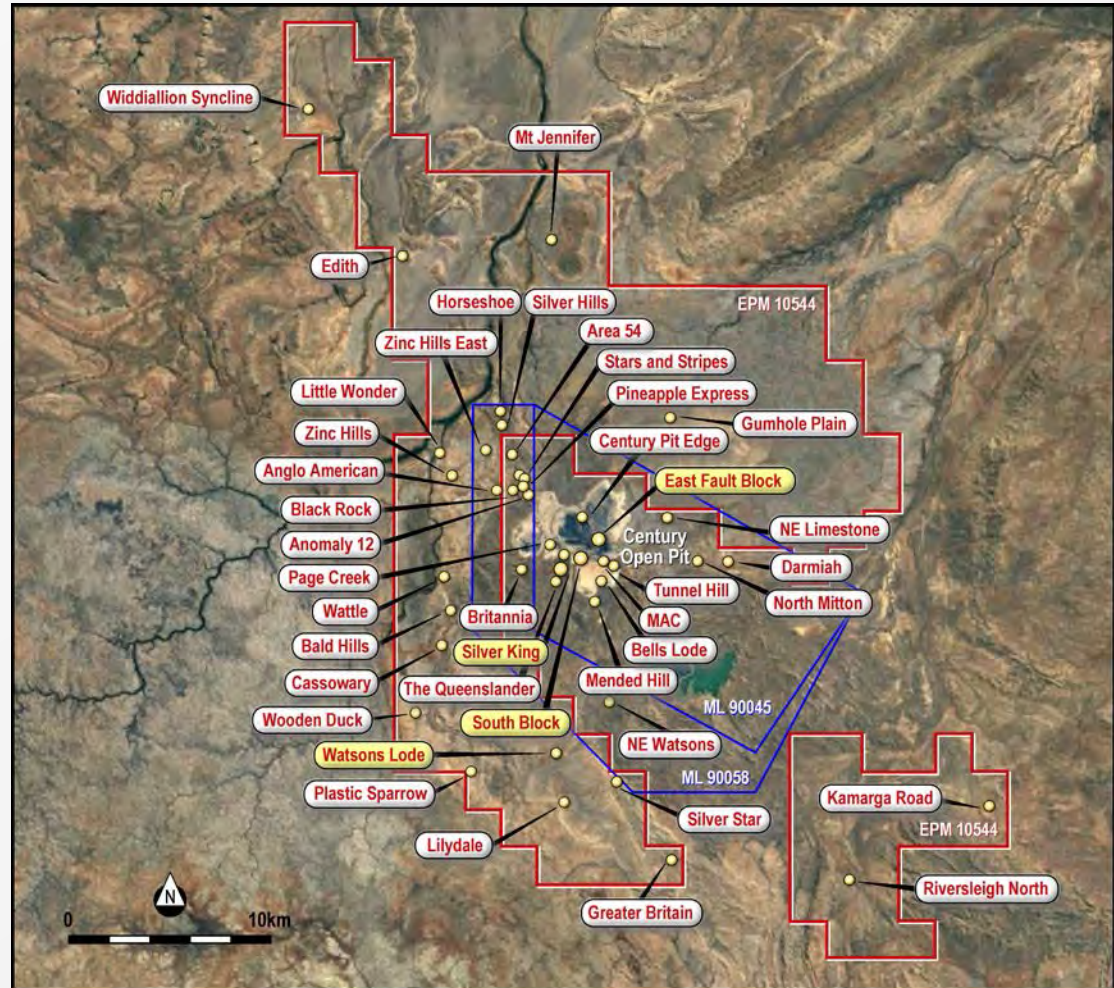 Widdiallion Syncline
Mt Jennifer
Edith
EPM 10544
Horseshoe
Silver Hills
Area 54
Zinc Hills East
Stars and Stripes
Pineapple Express
Little Wonder
Gumhole Plain
Zinc Hills
Century Pit Edge
Anglo American
East Fault Block
Black Rock
NE Limestone
Anomaly 12
Century
Open Pit
Darmiah
Page Creek
Tunnel Hill
North Mitton
Wattle
Britannia
MAC
Bald Hills
Silver King
Bells Lode
Cassowary
The Queenslander
Mended Hill
Wooden Duck
South Block
ML 90045
NE Watsons
Watsons Lode
ML 90058
Plastic Sparrow
Kamarga Road
Silver Star
EPM 10544
Lilydale
Riversleigh North
N
Greater Britain
0 10km